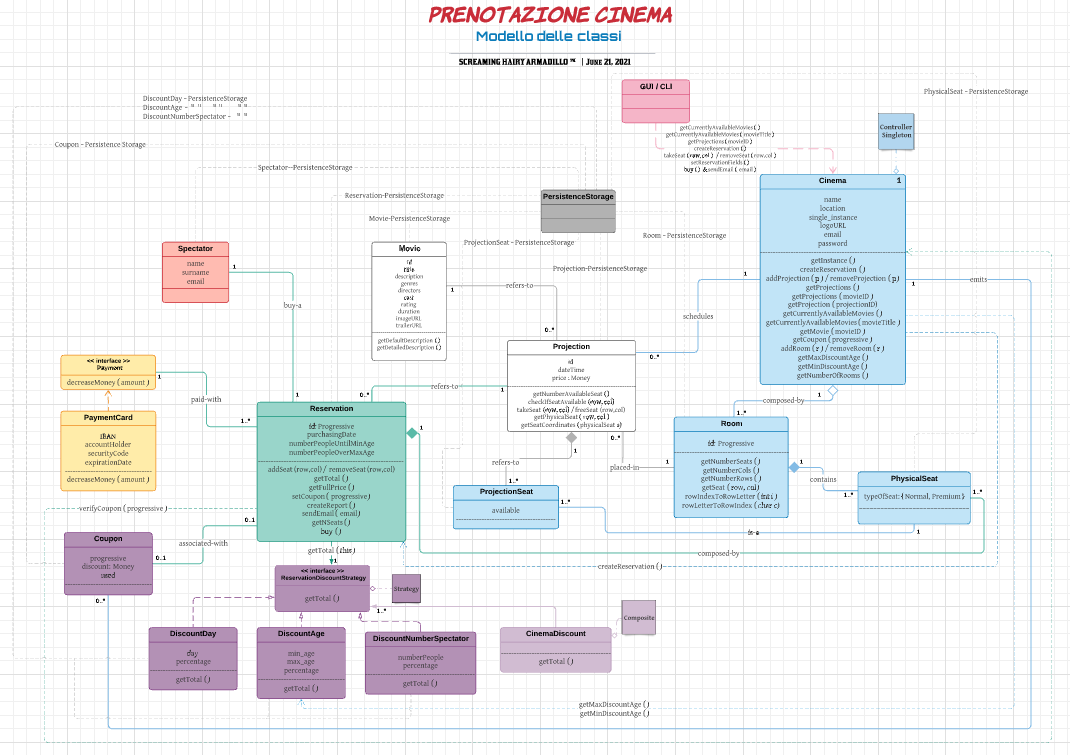 PRENOTAZIONE CINEMA
Modello delle classi
SCREAMING HAIRY ARMADILLO ™ | JUNE 21, 2021
GUI / CLI
getCurrentlyAvailableMovies()
getCurrentlyAvailableMovies( movieTitle)
getProjections(movieID)
createReservation()
takeSeat (row,col) / removeSeat (row,col)
setReservationFields()
buy () & sendEmail ( email )
PhysicalSeat - PersistenceStorage
DiscountDay - PersistenceStorage
DiscountAge - " " " "
DiscountNumberSpectator - " "
Coupon - Persistence Storage
Spectator - PersistenceStorage
Reservation-PersistenceStorage
Movie-PersistenceStorage
ProjectionSeat - PersistenceStorage
Room - PersistenceStorage
Projection-PersistenceStorage
PersistenceStorage
Controller
Singleton
Cinema 1
name
location
single_instance
logoURL
email
password
getInstance ()
createReservation ()
addProjection (p) / removeProjection (p)
getProjections ()
getProjections ( movieID )
getProjection ( projectionID)
getCurrentlyAvailableMovies ()
getCurrentlyAvailableMovies ( movieTitle )
getMovie ( movieID )
getCoupon ( progressive )
addRoom ( r ) / removeRoom ( r )
getMaxDiscountAge ()
getMinDiscountAge ()
getNumberOfRooms ()
Spectator
name
surname
email
1
buy-a
1
Movie
id
description
genres
directors
cast
rating
duration
imageURL
trailerURL
getDefaultDescription ()
getDetailedDescription ()
1
refers-to
0..*
1
schedules
0..*
1
emits
Projection
id
dateTime
price : Money
getNumberAvailableSeat ()
checkIfSeatAvailable (row, col)
takeSeat (row, col) / freeSeat (row,col)
getPhysicalSeat (row, col)
getSeatCoordinates ( physicalSeat s)
<< interface >>
Payment
decreaseMoney ( amount )
1
paid-with
1
PaymentCard
IBAN
accountHolder
securityCode
expirationDate
decreaseMoney ( amount )
0..*
refers-to
1
Reservation
id: Progressive
purchasingDate
numberPeopleUntilMinAge
numberPeopleOverMaxAge
addSeat (row,col) / removeSeat (row,col)
getTotal ()
getFullPrice ()
setCoupon ( progressive )
createReport ()
sendEmail ( email )
getNSeats ()
buy ()
1
1
composed-by
1..*
Room
id: Progressive
getNumberSeats ()
getNumberCols ()
getNumberRows ()
getSeat ( row, col)
rowIndexToRowLetter ( int i )
rowLetterToRowIndex ( char c )
1
refers-to
1..*
0..*
placed-in
1
1
contains
1..*
PhysicalSeat
typeOfSeat: { Normal, Premium }
1..*
ProjectionSeat
available
1..*
is-a
1
composed-by
createReservation ()
verifyCoupon ( progressive )
0..1
associated-with
0..1
Coupon
progressive
discount: Money
used
0..*
getTotal (this)
1
<< interface >>
ReservationDiscountStrategy
getTotal ()
Strategy
1..*
Composite
DiscountDay
day
percentage
getTotal ()
DiscountAge
min_age
max_age
percentage
getTotal ()
DiscountNumberSpectator
numberPeople
percentage
getTotal ()
CinemaDiscount
getTotal ()
getMaxDiscountAge ()
getMinDiscountAge ()